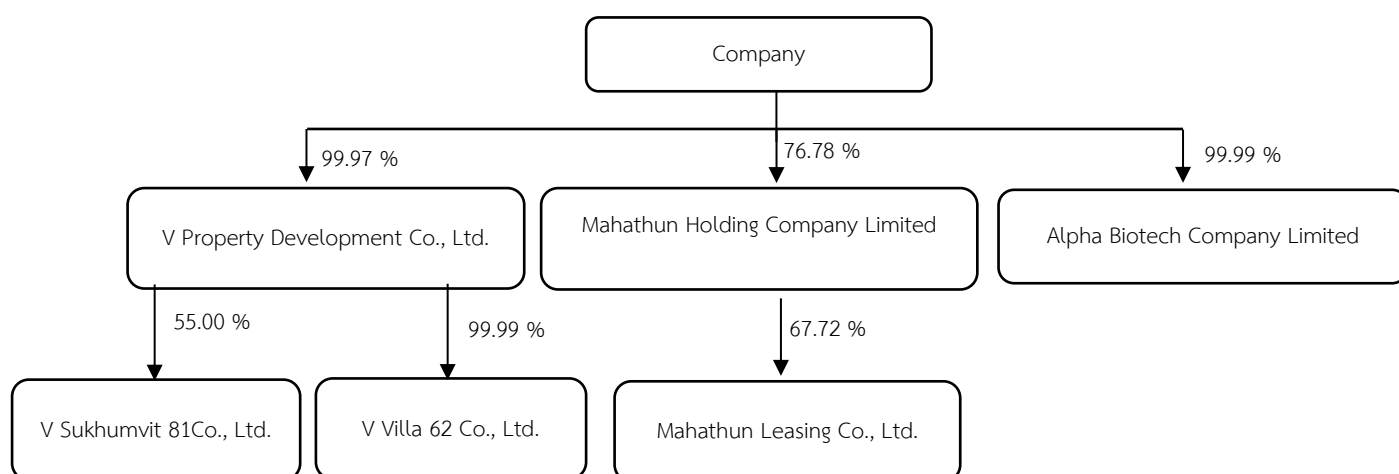 Company
99.97 %
76.78 %
99.99 %
V Property Development Co., Ltd.
Mahathun Holding Company Limited
Alpha Biotech Company Limited
55.00 %
99.99 %
67.72 %
V Sukhumvit 81Co., Ltd.
V Villa 62 Co., Ltd.
Mahathun Leasing Co., Ltd.